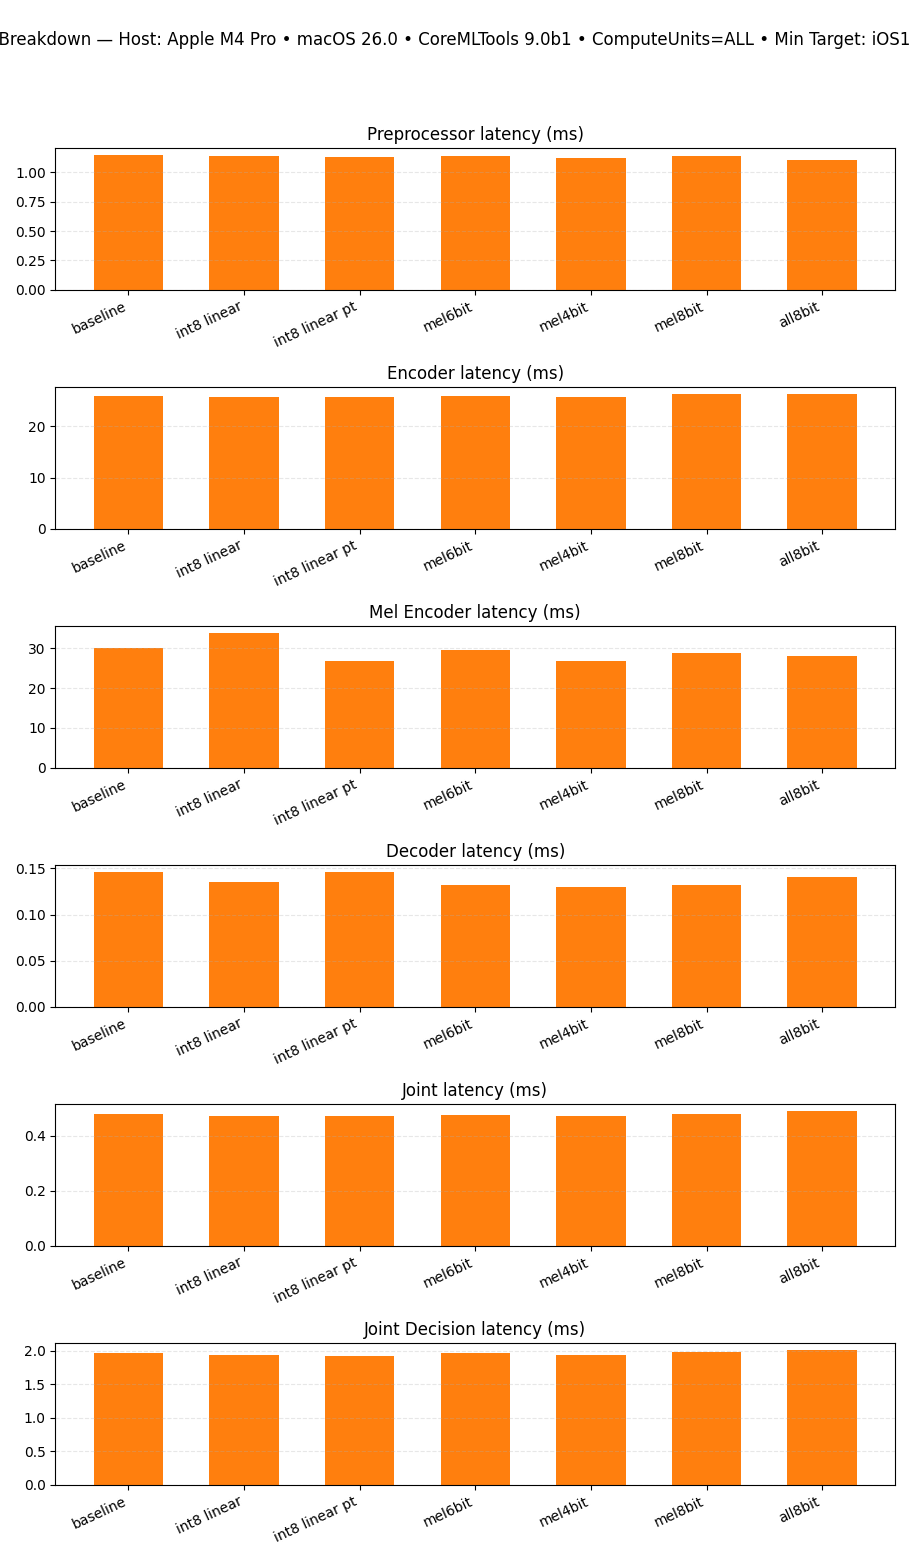 Breakdown — Host: Apple M4 Pro • macOS 26.0 • CoreMLTools 9.0b1 • ComputeUnits=ALL • Min Target: iOS1
Preprocessor latency (ms)
1.00
0.75
0.50
0.25
0.00
baseline
int8 linear
int8 linear pt
mel6bit
mel4bit
mel8bit
all8bit
Encoder latency (ms)
20
10
0
baseline
int8 linear
int8 linear pt
mel6bit
mel4bit
mel8bit
all8bit
Mel Encoder latency (ms)
30
20
10
0
baseline
int8 linear
int8 linear pt
mel6bit
mel4bit
mel8bit
all8bit
Decoder latency (ms)
0.15
0.10
0.05
0.00
baseline
int8 linear
int8 linear pt
mel6bit
mel4bit
mel8bit
all8bit
Joint latency (ms)
0.4
0.2
0.0
baseline
int8 linear
int8 linear pt
mel6bit
mel4bit
mel8bit
all8bit
Joint Decision latency (ms)
2.0
1.5
1.0
0.5
0.0
baseline
int8 linear
int8 linear pt
mel6bit
mel4bit
mel8bit
all8bit